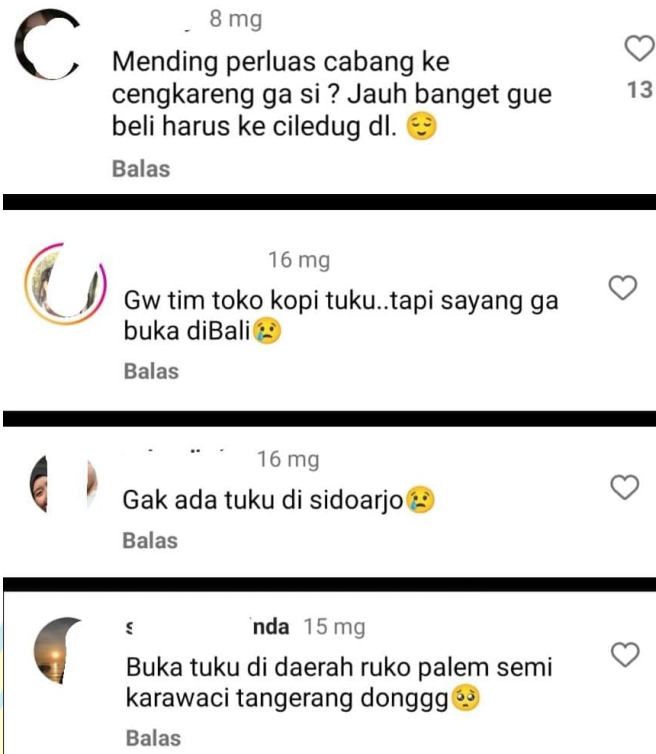 8 mg
Mending perluas cabang ke
cengkareng ga si ? Jauh banget gue
beli harus ke ciledug dl. 😌
13
Balas
16 mg
Gw tim toko kopi tuku..tapi sayang ga
buka diBali😢
Balas
16 mg
Gak ada tuku di sidoarjo😢
Balas
nda 15 mg
Buka tuku di daerah ruko palem semi
karawaci tangerang donggg🥺
Balas